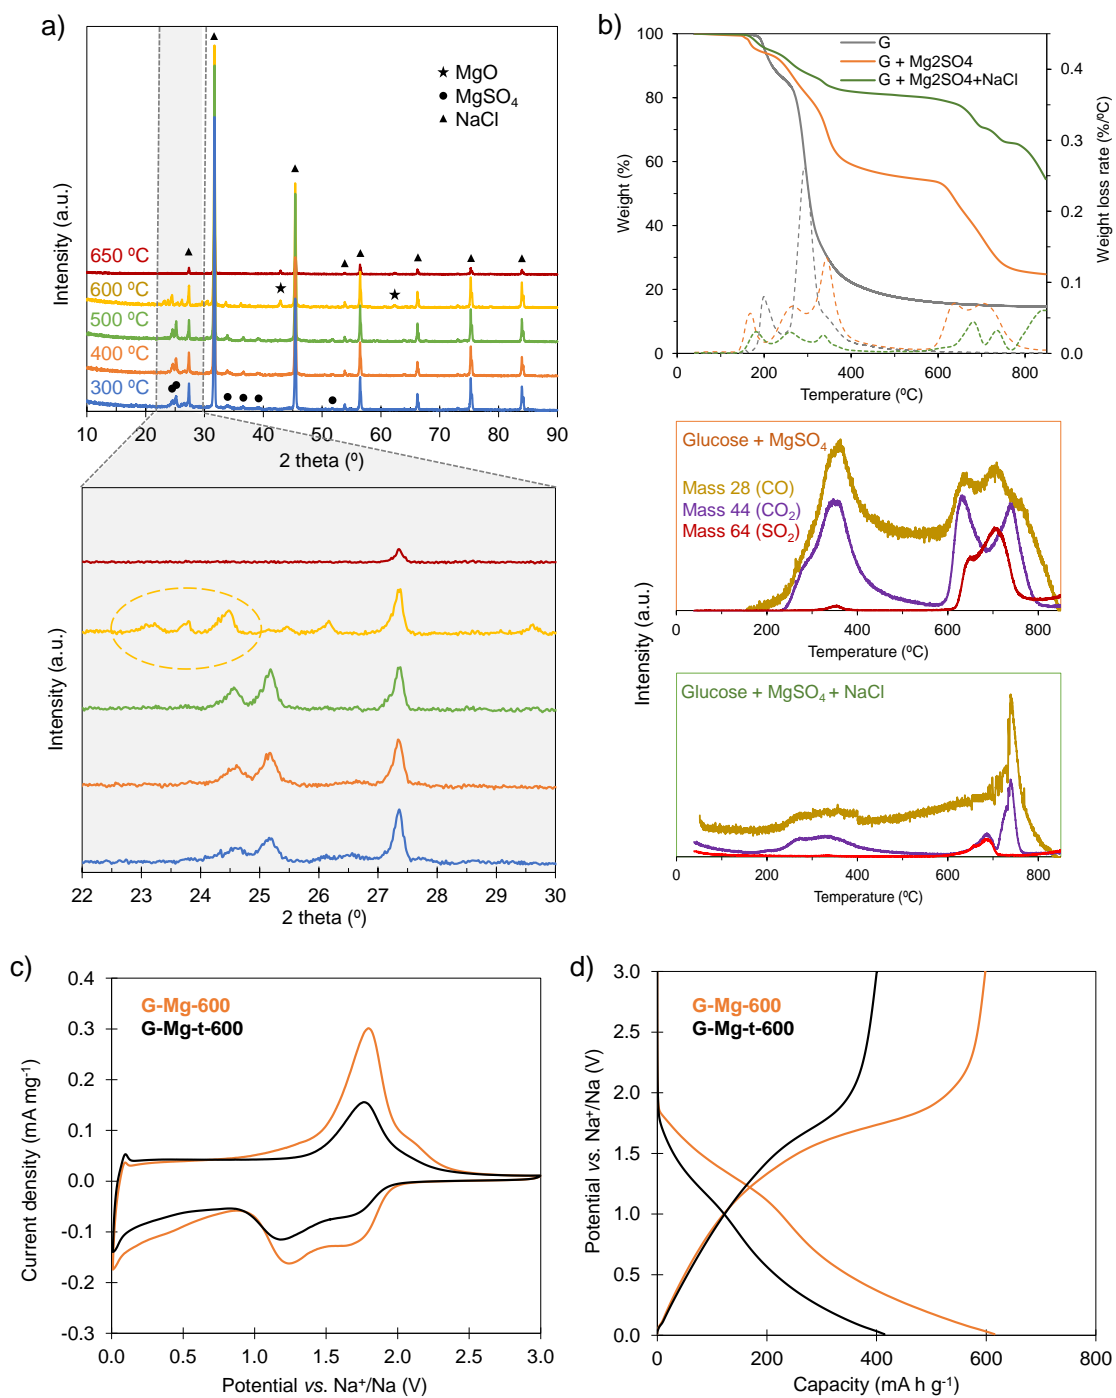 a)
MgO
MgSO₄
NaCl
650 ºC
600 ºC
500 ºC
400 ºC
300 ºC
Intensity (a.u.)
10 20 30 40 50 60 70 80 90
2 theta (º)
Intensity (a.u.)
22 23 24 25 26 27 28 29 30
2 theta (º)
b)
G
G + Mg2SO4
G + Mg2SO4+NaCl
100
90
80
70
60
50
40
30
20
10
0
Weight (%)
0.4
0.3
0.2
0.1
0.0
Weight loss rate (%/ºC)
0 200 400 600 800
Temperature (ºC)
Glucose + MgSO₄
Mass 28 (CO)
Mass 44 (CO₂)
Mass 64 (SO₂)
0 200 400 600 800
Temperature (ºC)
Intensity (a.u.)
Glucose + MgSO₄ + NaCl
0 200 400 600 800
Temperature (ºC)
c)
G-Mg-600
G-Mg-t-600
0.4
0.3
0.2
0.1
0.0
-0.1
-0.2
-0.3
Current density (mA mg⁻¹)
0.0 0.5 1.0 1.5 2.0 2.5 3.0
Potential vs. Na⁺/Na (V)
d)
G-Mg-600
G-Mg-t-600
3.0
2.5
2.0
1.5
1.0
0.5
0.0
Potential vs. Na⁺/Na (V)
0 200 400 600 800
Capacity (mA h g⁻¹)